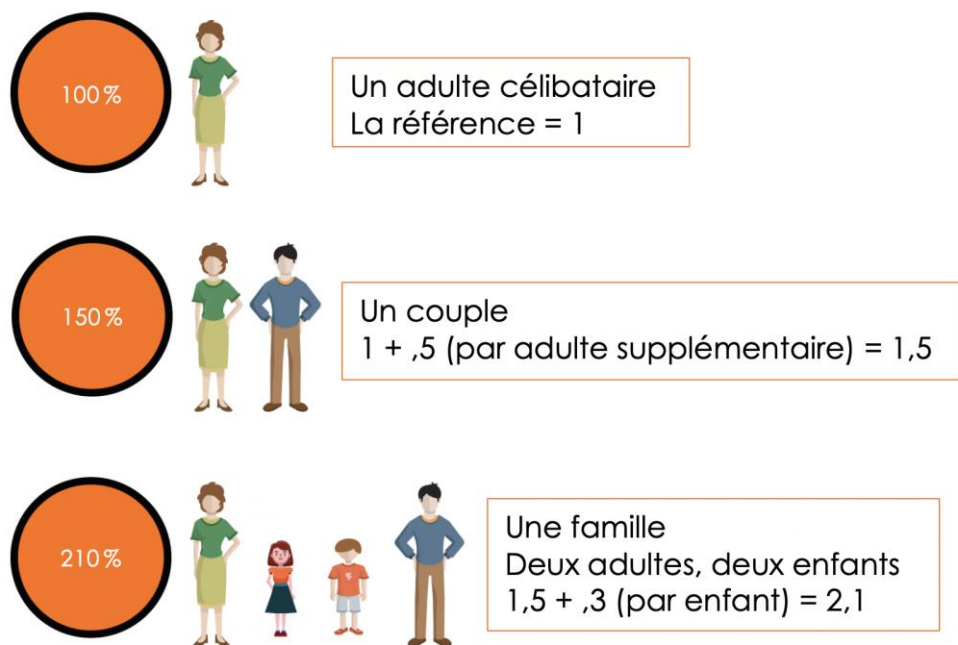 100 %
Un adulte célibataire
La référence = 1
150 %
Un couple
1 + ,5 (par adulte supplémentaire) = 1,5
210 %
Une famille
Deux adultes, deux enfants
1,5 + ,3 (par enfant) = 2,1